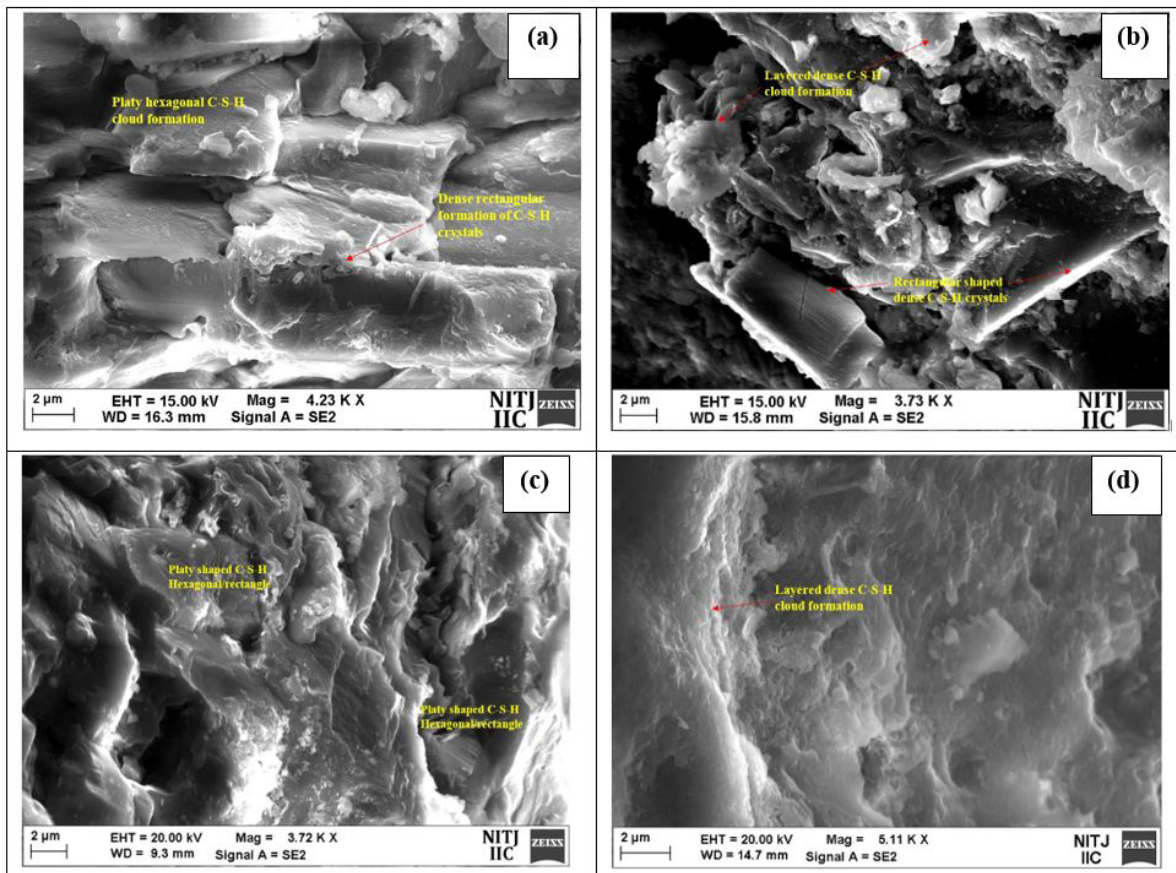 (a)
Platy hexagonal C-S-H
cloud formation
Dense rectangular
formation of C-S-H
crystals
2 µm
EHT = 15.00 kV Mag = 4.23 K X
WD = 16.3 mm Signal A = SE2
NITJ
IIC
ZEISS
(b)
Layered dense C-S-H
cloud formation
Rectangular shaped
dense C-S-H crystals
2 µm
EHT = 15.00 kV Mag = 3.73 K X
WD = 15.8 mm Signal A = SE2
NITJ
IIC
ZEISS
(c)
Platy shaped C-S-H
Hexagonal/rectangle
Platy shaped C-S-H
Hexagonal/rectangle
2 µm
EHT = 20.00 kV Mag = 3.72 K X
WD = 9.3 mm Signal A = SE2
NITJ
IIC
ZEISS
(d)
Layered dense C-S-H
cloud formation
2 µm
EHT = 20.00 kV Mag = 5.11 K X
WD = 14.7 mm Signal A = SE2
NITJ
IIC
ZEISS